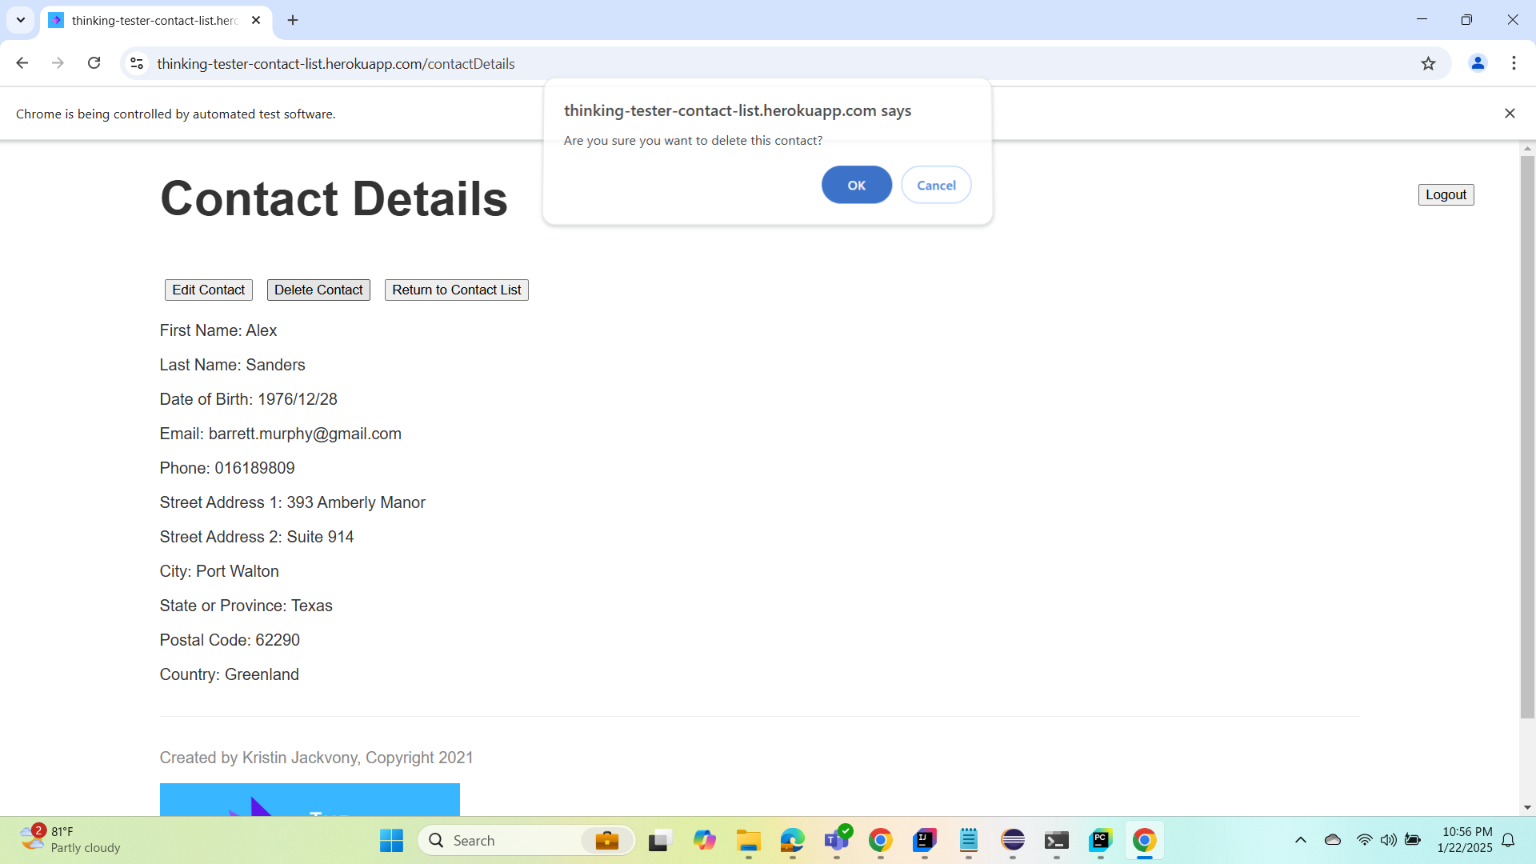 thinking-tester-contact-list.herc
thinking-tester-contact-list.herokuapp.com/contactDetails
Chrome is being controlled by automated test software.
thinking-tester-contact-list.herokuapp.com says
Are you sure you want to delete this contact?
OK
Cancel
Contact Details
Logout
Edit Contact
Delete Contact
Return to Contact List
First Name: Alex
Last Name: Sanders
Date of Birth: 1976/12/28
Email: barrett.murphy@gmail.com
Phone: 016189809
Street Address 1: 393 Amberly Manor
Street Address 2: Suite 914
City: Port Walton
State or Province: Texas
Postal Code: 62290
Country: Greenland
Created by Kristin Jackvony, Copyright 2021
2
81°F
Partly cloudy
Search
10:56 PM
1/22/2025